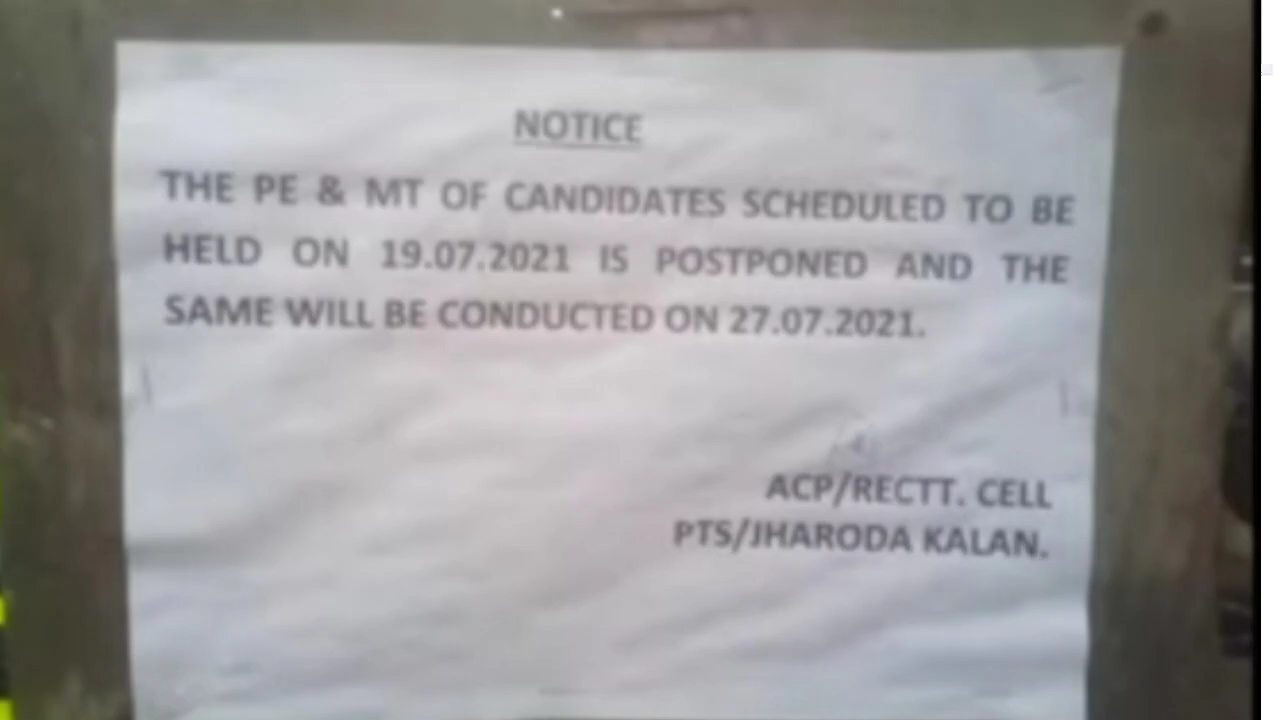 NOTICE
THE PE & MT OF CANDIDATES SCHEDULED TO BE
HELD ON 19.07.2021 IS POSTPONED AND THE
SAME WILL BE CONDUCTED ON 27.07.2021.
ACP/RECTT. CELL
PTS/JHARODA KALAN.